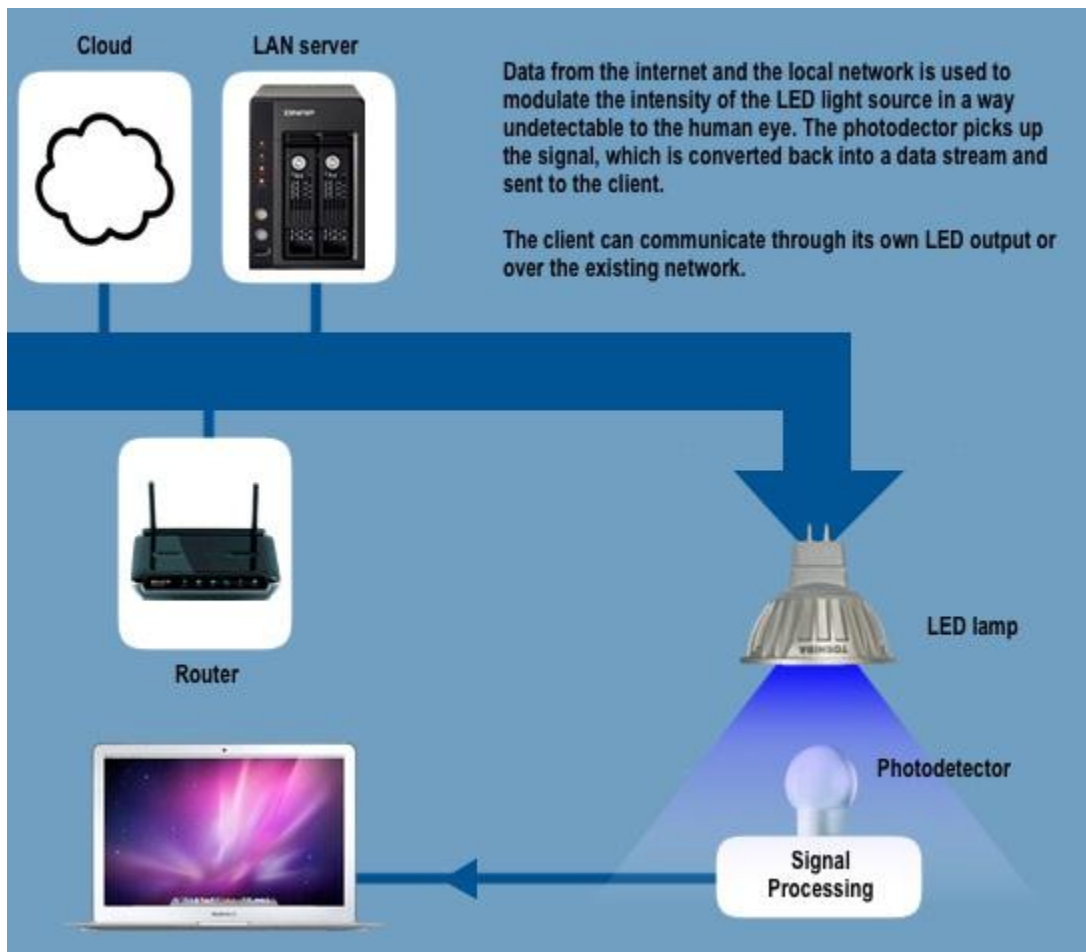 Cloud
LAN server
Data from the internet and the local network is used to
modulate the intensity of the LED light source in a way
undetectable to the human eye. The photodector picks up
the signal, which is converted back into a data stream and
sent to the client.
The client can communicate through its own LED output or
over the existing network.
Router
LED lamp
TOSHIBA
Photodetector
Signal
Processing